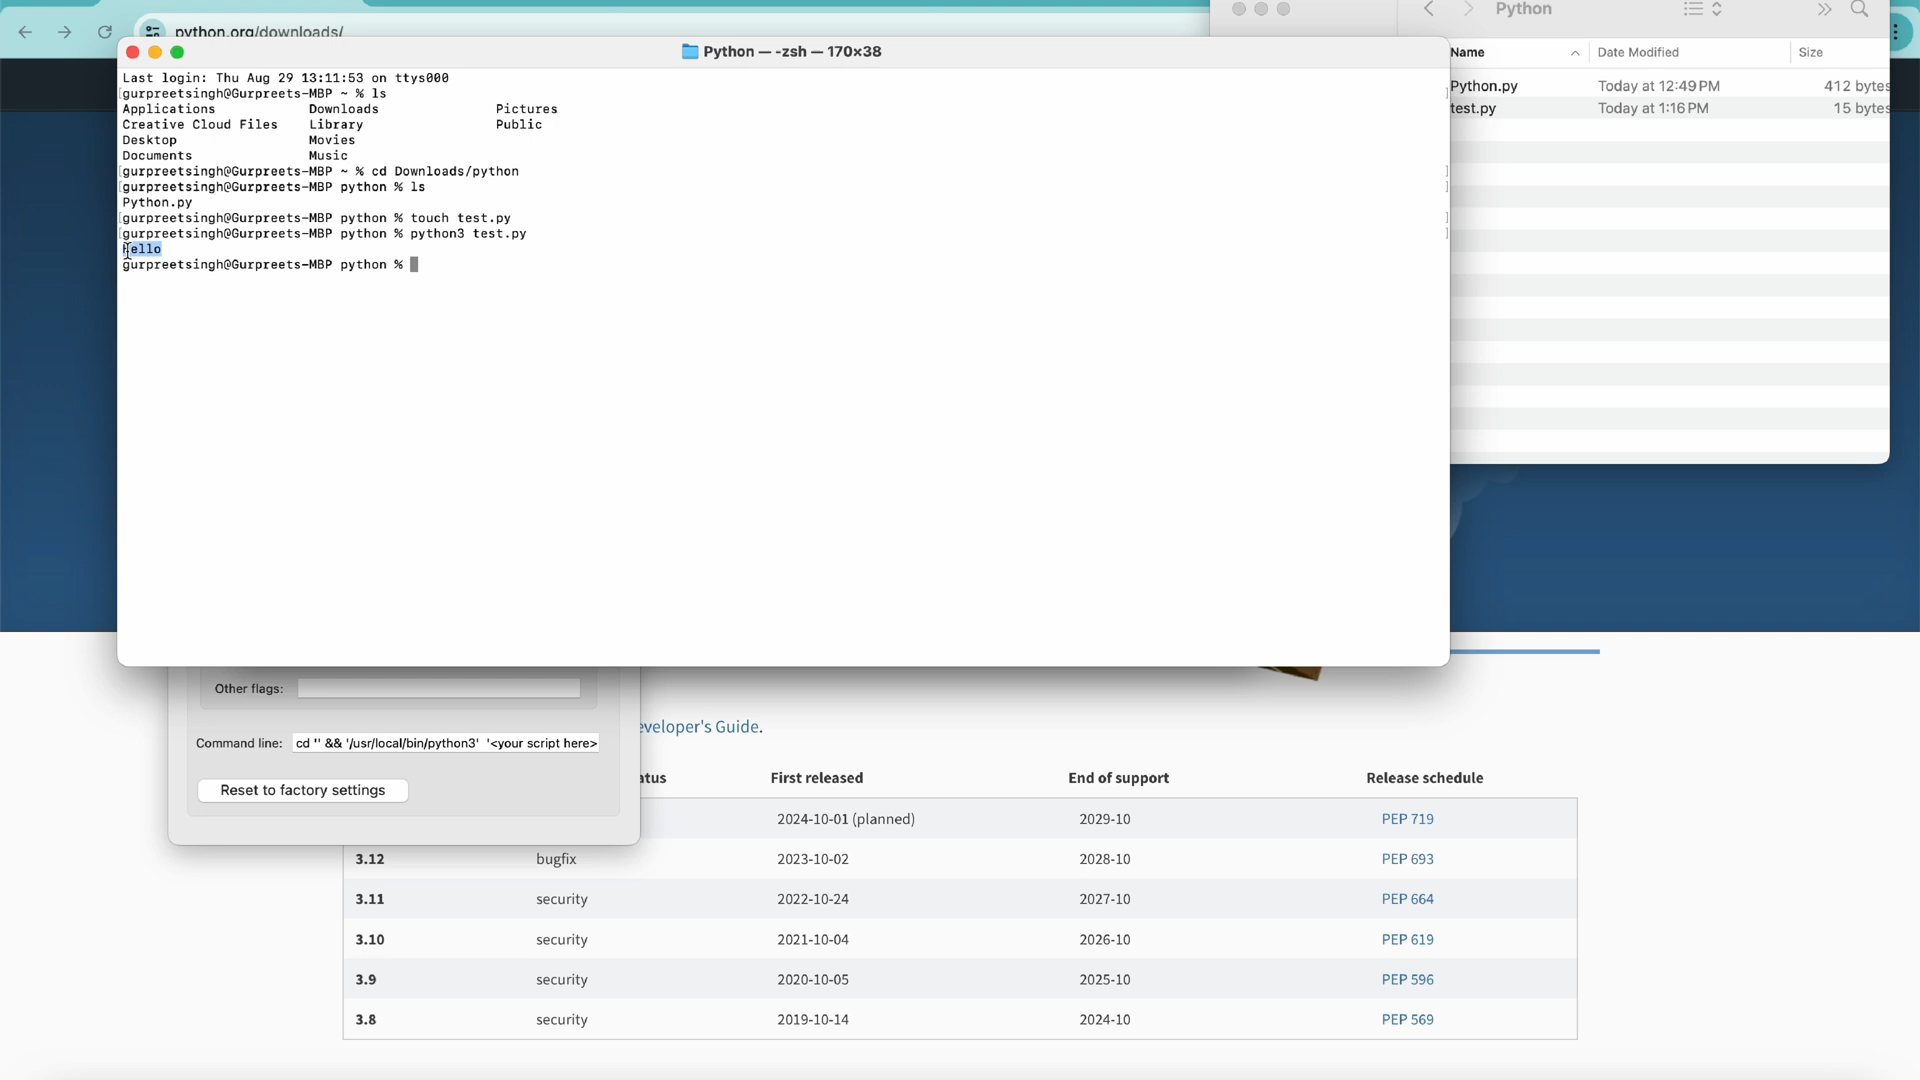 python.org/downloads/
Python
Python — -zsh — 170×38
Name Date Modified Size
Python.py Today at 12:49 PM 412 bytes
test.py Today at 1:16 PM 15 bytes
Last login: Thu Aug 29 13:11:53 on ttys000
[gurpreetsingh@Gurpreets-MBP ~ % ls ]
Applications Downloads Pictures
Creative Cloud Files Library Public
Desktop Movies
Documents Music
[gurpreetsingh@Gurpreets-MBP ~ % cd Downloads/python ]
[gurpreetsingh@Gurpreets-MBP python % ls ]
Python.py
[gurpreetsingh@Gurpreets-MBP python % touch test.py ]
[gurpreetsingh@Gurpreets-MBP python % python3 test.py ]
Hello
gurpreetsingh@Gurpreets-MBP python %
Other flags:
Command line: cd '' && '/usr/local/bin/python3' '<your script here>
Reset to factory settings
eveloper's Guide.
atus First released End of support Release schedule
2024-10-01 (planned) 2029-10 PEP 719
3.12 bugfix 2023-10-02 2028-10 PEP 693
3.11 security 2022-10-24 2027-10 PEP 664
3.10 security 2021-10-04 2026-10 PEP 619
3.9 security 2020-10-05 2025-10 PEP 596
3.8 security 2019-10-14 2024-10 PEP 569